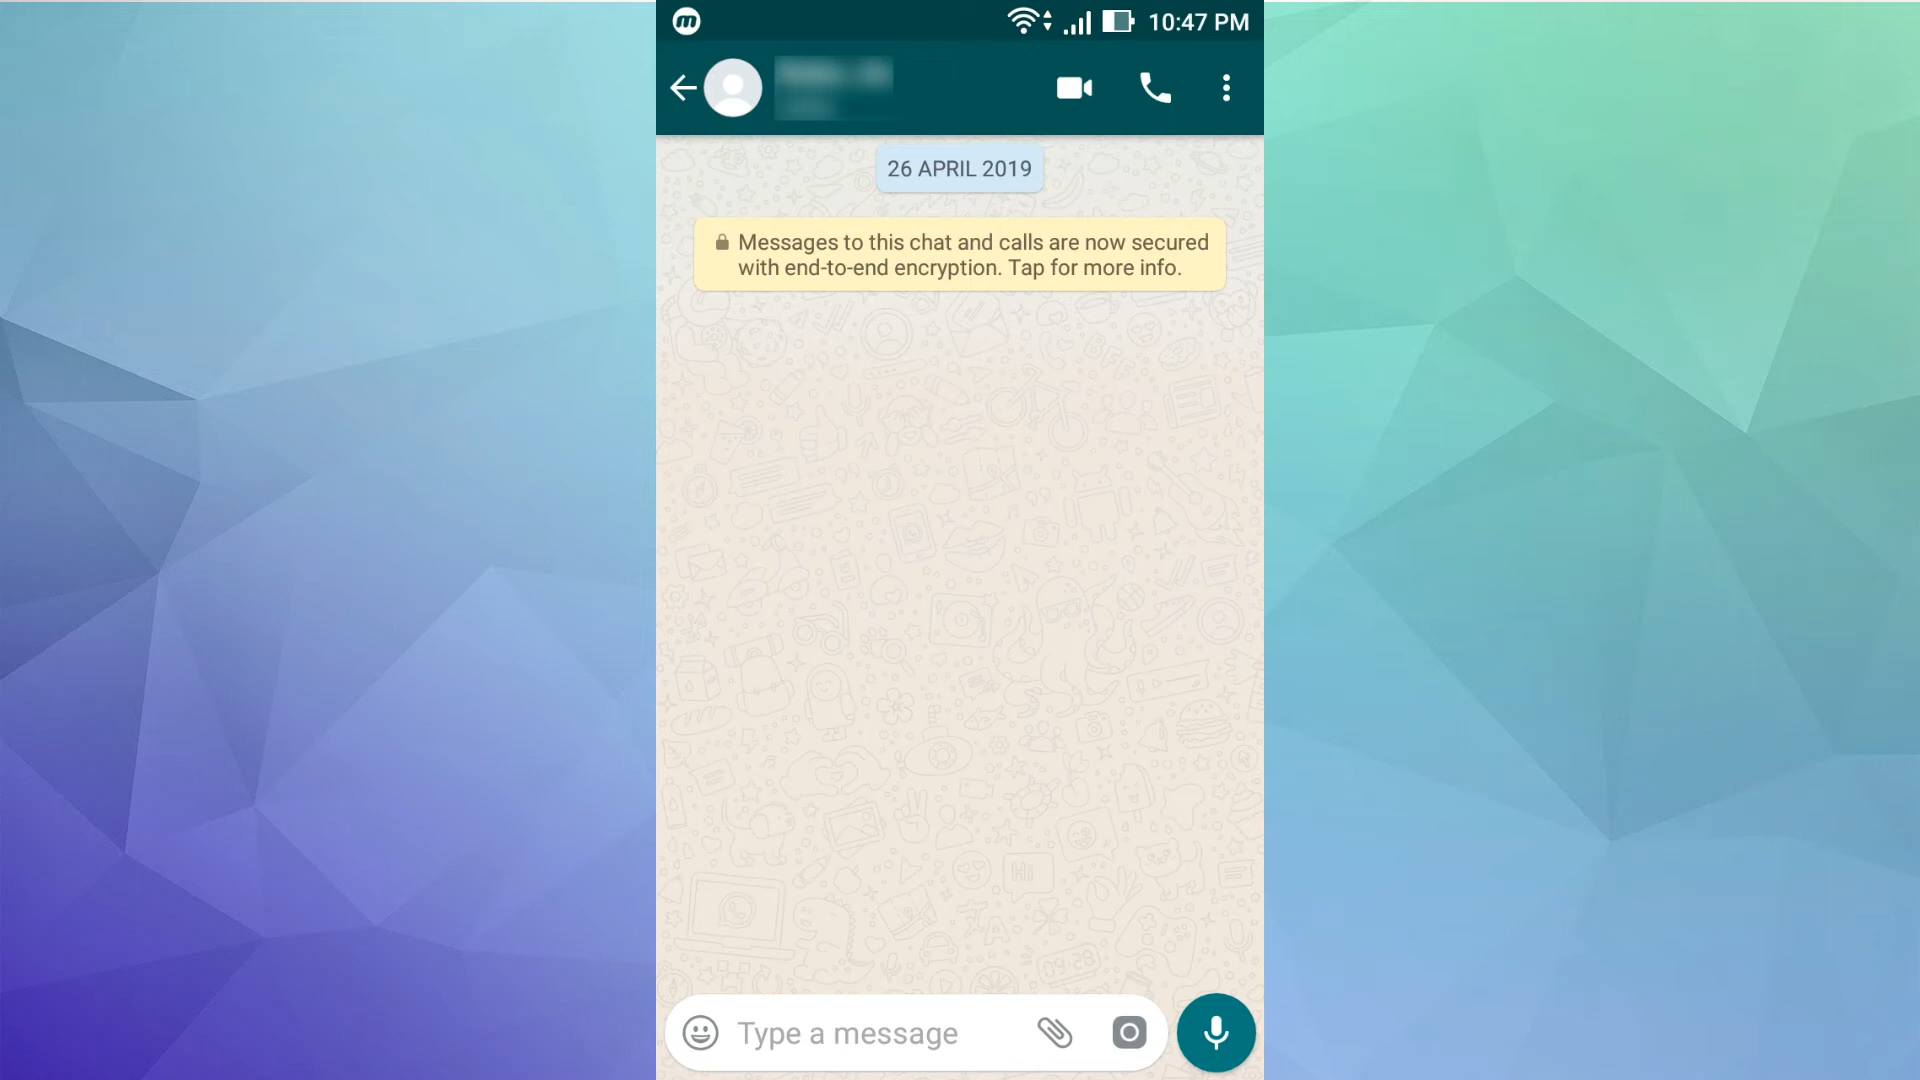 10:47 PM
26 APRIL 2019
Messages to this chat and calls are now secured
with end-to-end encryption. Tap for more info.
Type a message